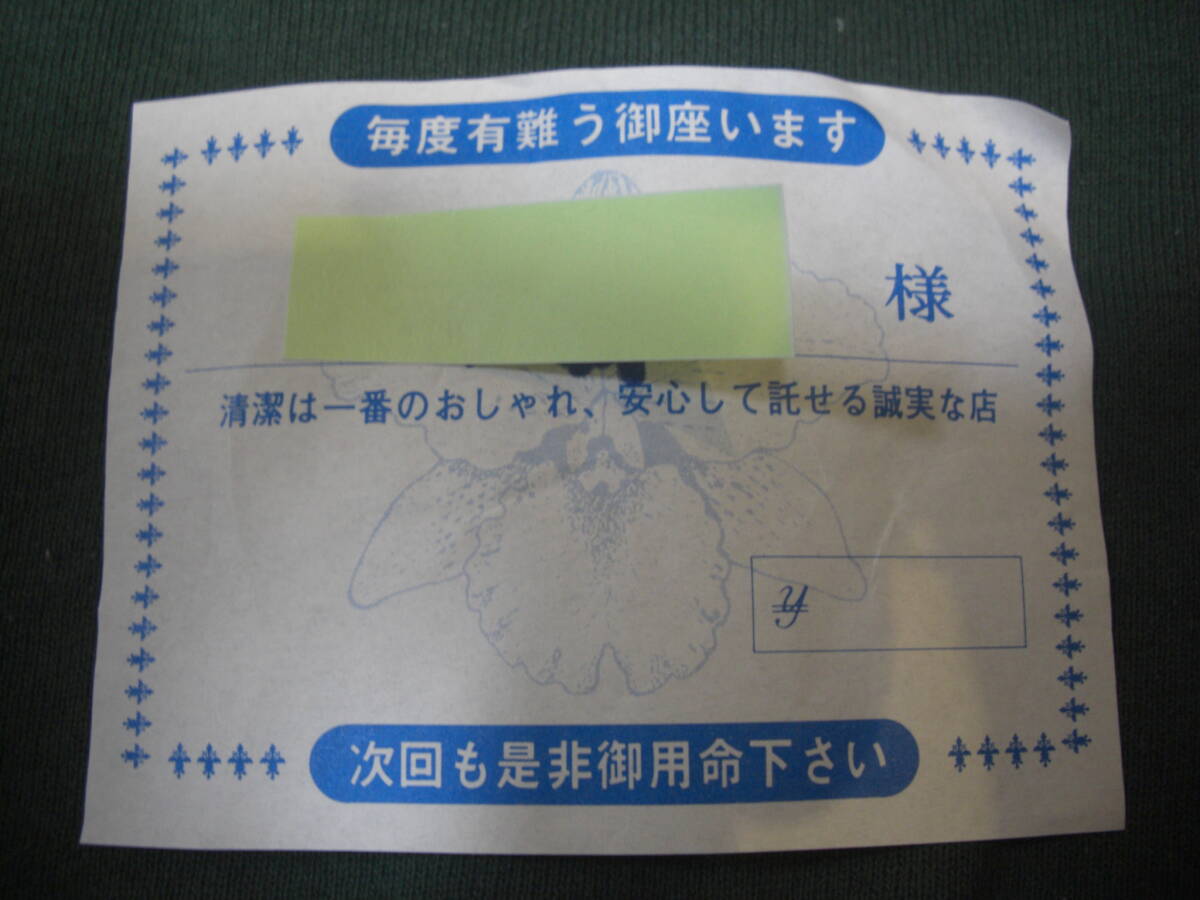 毎度有難う御座います
様
清潔は一番のおしゃれ、安心して託せる誠実な店
¥
次回も是非御用命下さい